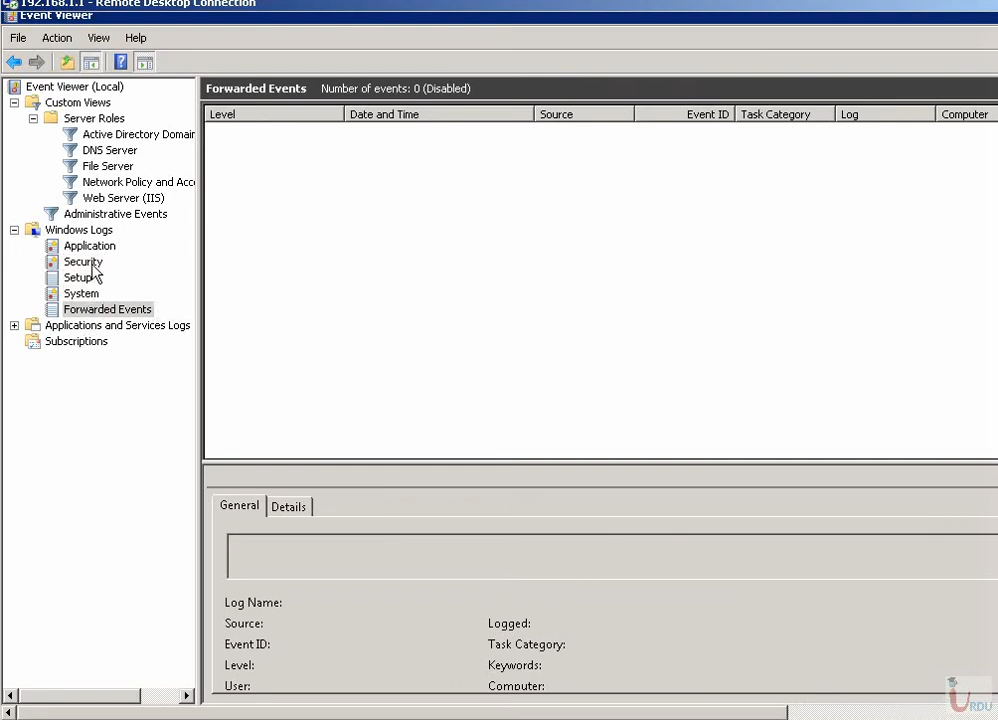 192.168.1.1 - Remote Desktop Connection
Event Viewer
File Action View Help
Event Viewer (Local)
Custom Views
Server Roles
Active Directory Domain
DNS Server
File Server
Network Policy and Acce
Web Server (IIS)
Administrative Events
Windows Logs
Application
Security
Setup
System
Forwarded Events
Applications and Services Logs
Subscriptions
Forwarded Events Number of events: 0 (Disabled)
Level Date and Time Source Event ID Task Category Log Computer
General Details
Log Name:
Source: Logged:
Event ID: Task Category:
Level: Keywords:
User: Computer:
URDU